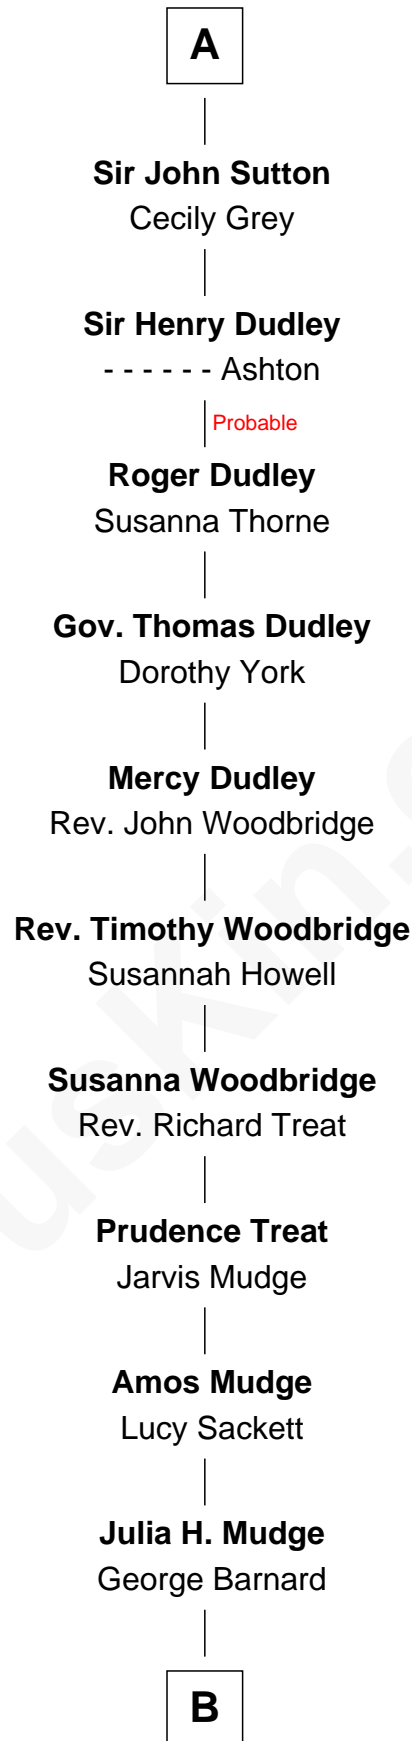 A
Sir John Sutton
Cecily Grey
Sir Henry Dudley
- - - - - - Ashton
Probable
Roger Dudley
Susanna Thorne
Gov. Thomas Dudley
Dorothy York
Mercy Dudley
Rev. John Woodbridge
Rev. Timothy Woodbridge
Susannah Howell
Susanna Woodbridge
Rev. Richard Treat
Prudence Treat
Jarvis Mudge
Amos Mudge
Lucy Sackett
Julia H. Mudge
George Barnard
B